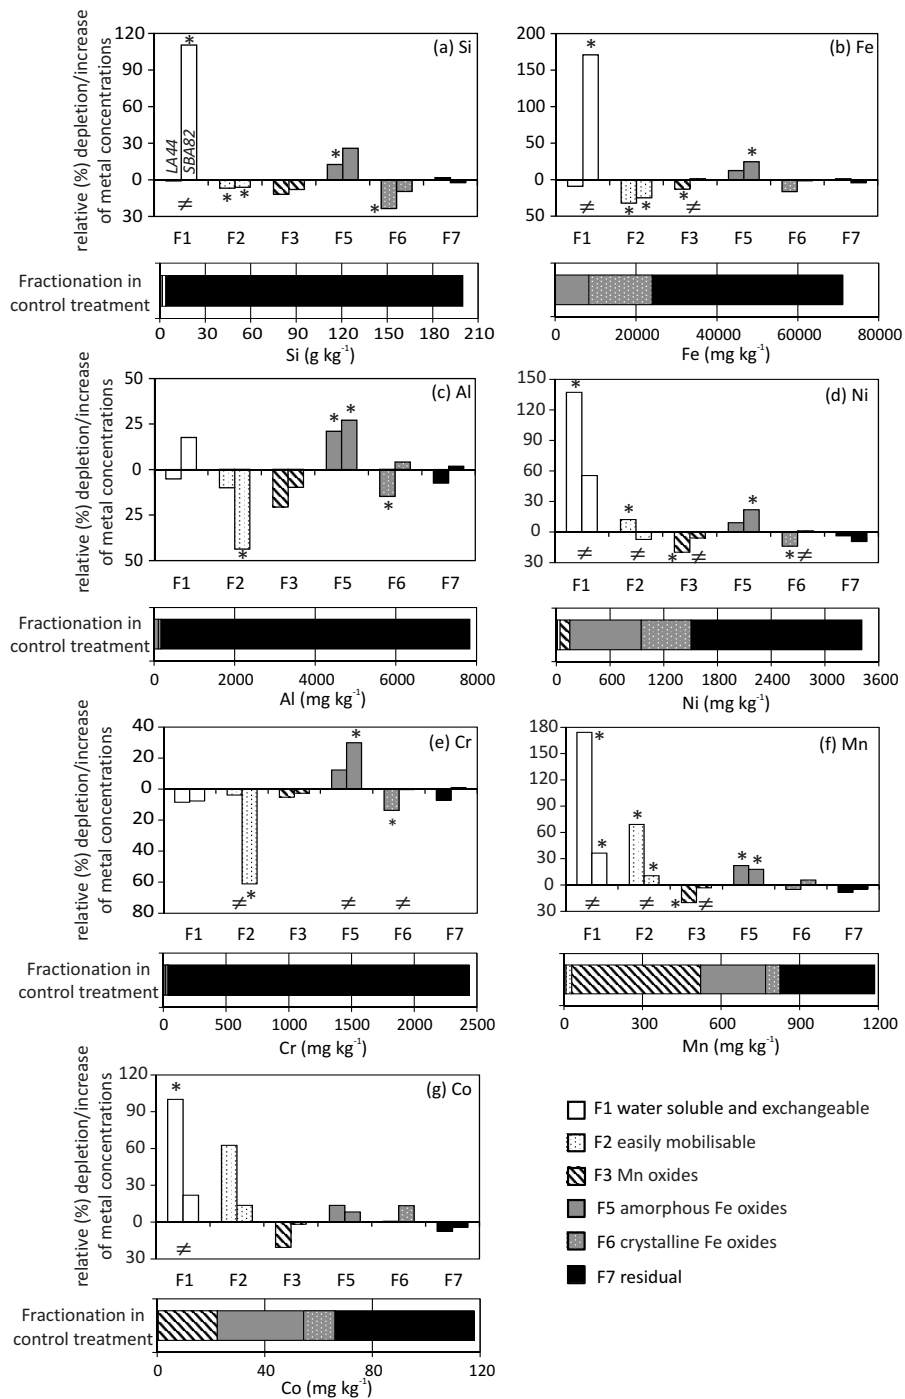 (a) Si
relative (%) depletion/increase
of metal concentrations
120
90
60
30
0
30
LA44
SBA82
*
* * * *
≠
F1 F2 F3 F5 F6 F7
Fractionation in
control treatment
0 30 60 90 120 150 180 210
Si (g kg⁻¹)
(b) Fe
200
150
100
50
0
50
*
* * * *
≠ ≠
F1 F2 F3 F5 F6 F7
0 20000 40000 60000 80000
Fe (mg kg⁻¹)
(c) Al
relative (%) depletion/increase
of metal concentrations
50
25
0
25
50
* *
* *
F1 F2 F3 F5 F6 F7
Fractionation in
control treatment
0 2000 4000 6000 8000
Al (mg kg⁻¹)
(d) Ni
150
120
90
60
30
0
30
*
* *
* *
≠ ≠ ≠ ≠
F1 F2 F3 F5 F6 F7
0 600 1200 1800 2400 3000 3600
Ni (mg kg⁻¹)
(e) Cr
relative (%) depletion/increase
of metal concentrations
40
20
0
20
40
60
80
*
* *
≠ ≠ ≠
F1 F2 F3 F5 F6 F7
Fractionation in
control treatment
0 500 1000 1500 2000 2500
Cr (mg kg⁻¹)
(f) Mn
180
150
120
90
60
30
0
30
* *
* * * *
*
≠ ≠ ≠
F1 F2 F3 F5 F6 F7
0 300 600 900 1200
Mn (mg kg⁻¹)
(g) Co
relative (%) depletion/increase
of metal concentrations
120
90
60
30
0
30
*
≠
F1 F2 F3 F5 F6 F7
Fractionation in
control treatment
0 40 80 120
Co (mg kg⁻¹)
F1 water soluble and exchangeable
F2 easily mobilisable
F3 Mn oxides
F5 amorphous Fe oxides
F6 crystalline Fe oxides
F7 residual